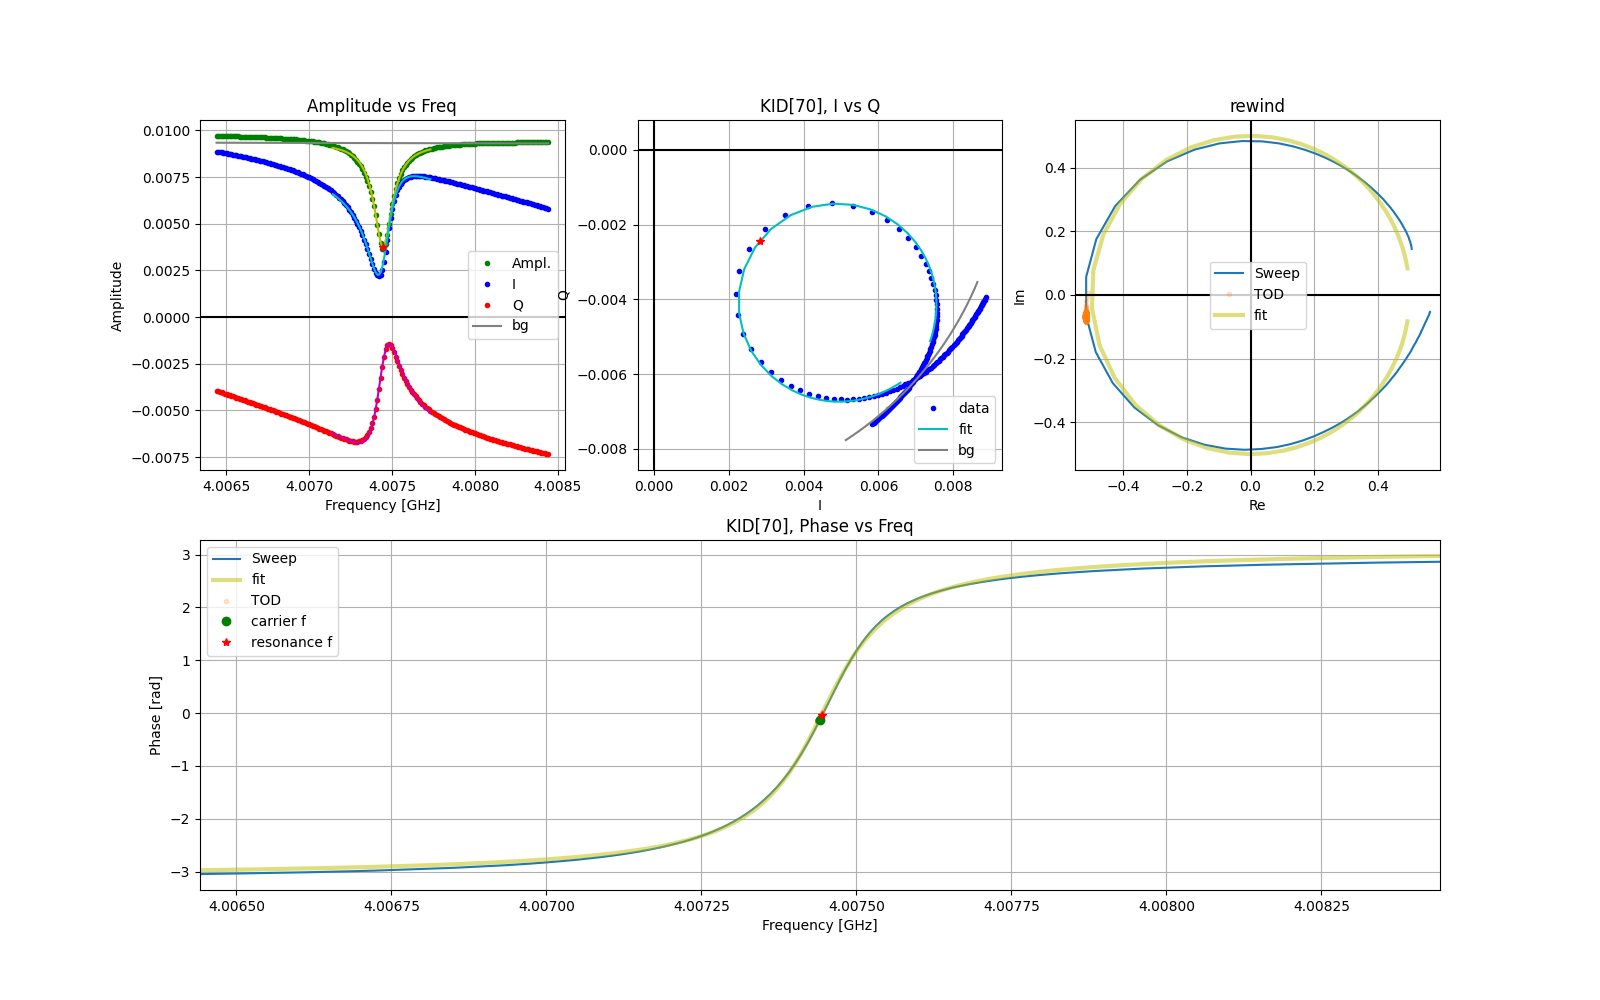 Amplitude vs Freq
Amplitude
0.0100
0.0075
0.0050
0.0025
0.0000
−0.0025
−0.0050
−0.0075
Ampl.
I
Q
bg
4.0065 4.0070 4.0075 4.0080 4.0085
Frequency [GHz]
KID[70], I vs Q
Q
0.000
−0.002
−0.004
−0.006
−0.008
data
fit
bg
0.000 0.002 0.004 0.006 0.008
I
rewind
Im
0.4
0.2
0.0
−0.2
−0.4
Sweep
TOD
fit
−0.4 −0.2 0.0 0.2 0.4
Re
KID[70], Phase vs Freq
Phase [rad]
3
2
1
0
−1
−2
−3
Sweep
fit
TOD
carrier f
resonance f
4.00650 4.00675 4.00700 4.00725 4.00750 4.00775 4.00800 4.00825
Frequency [GHz]